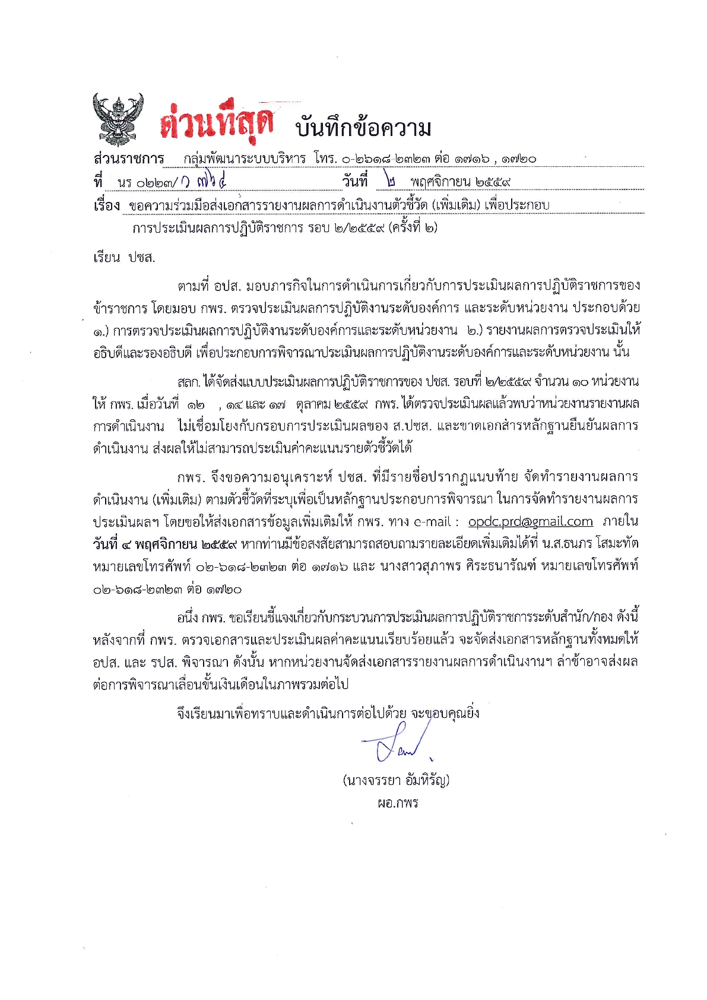 ด่วนที่สุด บันทึกข้อความ
ส่วนราชการ กลุ่มพัฒนาระบบบริหาร โทร. ๐-๒๖๑๘-๒๓๒๓ ต่อ ๑๗๑๖ , ๑๗๒๐
ที่ นร ๐๒๒๓/ วันที่ ๒ พฤศจิกายน ๒๕๕๙
เรื่อง ขอความร่วมมือส่งเอกสารรายงานผลการดำเนินงานตัวชี้วัด (เพิ่มเติม) เพื่อประกอบ
การประเมินผลการปฏิบัติราชการ รอบ ๒/๒๕๕๙ (ครั้งที่ ๒)
เรียน ปชส.
ตามที่ อปส. มอบภารกิจในการดำเนินการเกี่ยวกับการประเมินผลการปฏิบัติราชการของ
ข้าราชการ โดยมอบ กพร. ตรวจประเมินผลการปฏิบัติงานระดับองค์การ และระดับหน่วยงาน ประกอบด้วย
๑.) การตรวจประเมินผลการปฏิบัติงานระดับองค์การและระดับหน่วยงาน ๒.) รายงานผลการตรวจประเมินให้
อธิบดีและรองอธิบดี เพื่อประกอบการพิจารณาประเมินผลการปฏิบัติงานระดับองค์การและระดับหน่วยงาน นั้น
สลก. ได้จัดส่งแบบประเมินผลการปฏิบัติราชการของ ปชส. รอบที่ ๒/๒๕๕๙ จำนวน ๑๐ หน่วยงาน
ให้ กพร. เมื่อวันที่ ๑๒ , ๑๔ และ ๑๗ ตุลาคม ๒๕๕๙ กพร. ได้ตรวจประเมินผลแล้วพบว่าหน่วยงานรายงานผล
การดำเนินงาน ไม่เชื่อมโยงกับกรอบการประเมินผลของ ส.ปชส. และขาดเอกสารหลักฐานยืนยันผลการ
ดำเนินงาน ส่งผลให้ไม่สามารถประเมินค่าคะแนนรายตัวชี้วัดได้
กพร. จึงขอความอนุเคราะห์ ปชส. ที่มีรายชื่อปรากฏแนบท้าย จัดทำรายงานผลการ
ดำเนินงาน (เพิ่มเติม) ตามตัวชี้วัดที่ระบุเพื่อเป็นหลักฐานประกอบการพิจารณา ในการจัดทำรายงานผลการ
ประเมินผลฯ โดยขอให้ส่งเอกสารข้อมูลเพิ่มเติมให้ กพร. ทาง e-mail : opdc.prd@gmail.com ภายใน
วันที่ ๔ พฤศจิกายน ๒๕๕๙ หากท่านมีข้อสงสัยสามารถสอบถามรายละเอียดเพิ่มเติมได้ที่ น.ส.ธนภร โสมะทัต
หมายเลขโทรศัพท์ ๐๒-๖๑๘-๒๓๒๓ ต่อ ๑๗๑๖ และ นางสาวสุภาพร ศิระธนารัณฑ์ หมายเลขโทรศัพท์
๐๒-๖๑๘-๒๓๒๓ ต่อ ๑๗๒๐
อนึ่ง กพร. ขอเรียนชี้แจงเกี่ยวกับกระบวนการประเมินผลการปฏิบัติราชการระดับสำนัก/กอง ดังนี้
หลังจากที่ กพร. ตรวจเอกสารและประเมินผลค่าคะแนนเรียบร้อยแล้ว จะจัดส่งเอกสารหลักฐานทั้งหมดให้
อปส. และ รปส. พิจารณา ดังนั้น หากหน่วยงานจัดส่งเอกสารรายงานผลการดำเนินงานฯ ล่าช้าอาจส่งผล
ต่อการพิจารณาเลื่อนขั้นเงินเดือนในภาพรวมต่อไป
จึงเรียนมาเพื่อทราบและดำเนินการต่อไปด้วย จะขอบคุณยิ่ง
(นางจรรยา อัมหิรัญ)
ผอ.กพร